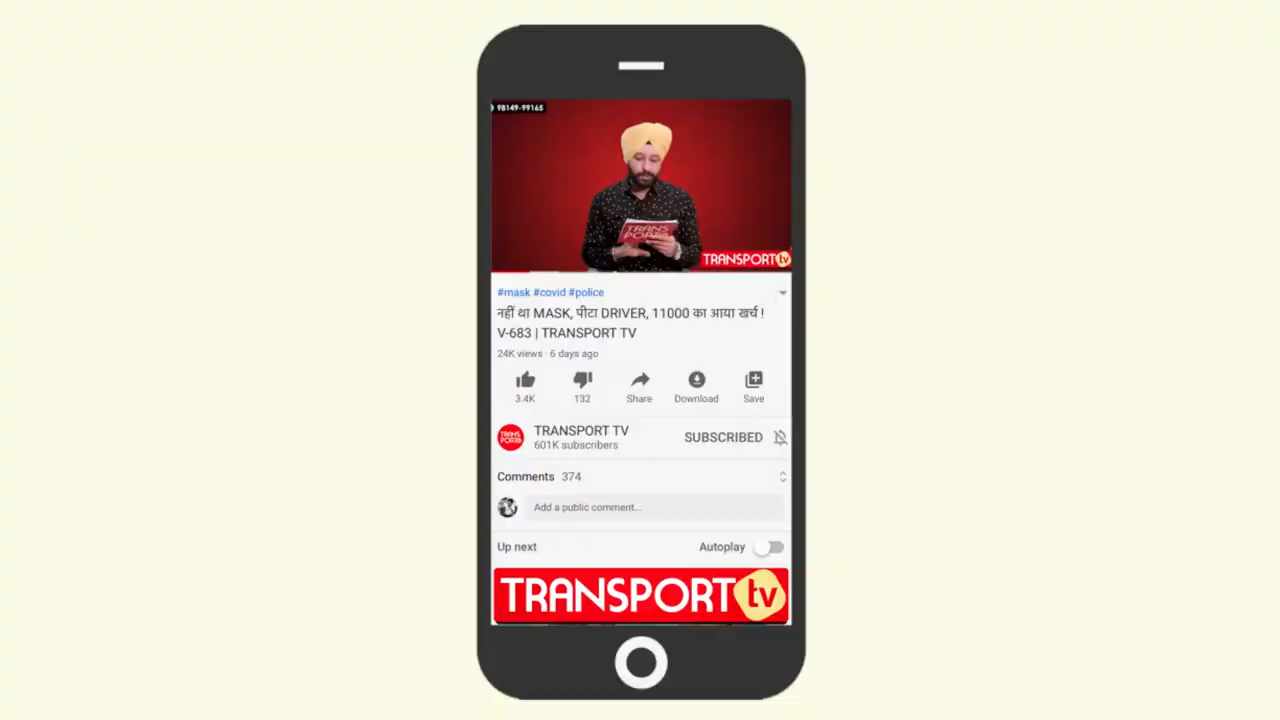 98149-99165
TRANS
PORTV
TRANSPORT tv
#mask #covid #police
नहीं था MASK, पीटा DRIVER, 11000 का आया खर्च !
V-683 | TRANSPORT TV
24K views · 6 days ago
3.4K 132 Share Download Save
TRANSPORT TV
601K subscribers
SUBSCRIBED
Comments 374
Add a public comment...
Up next Autoplay
TRANSPORT tv